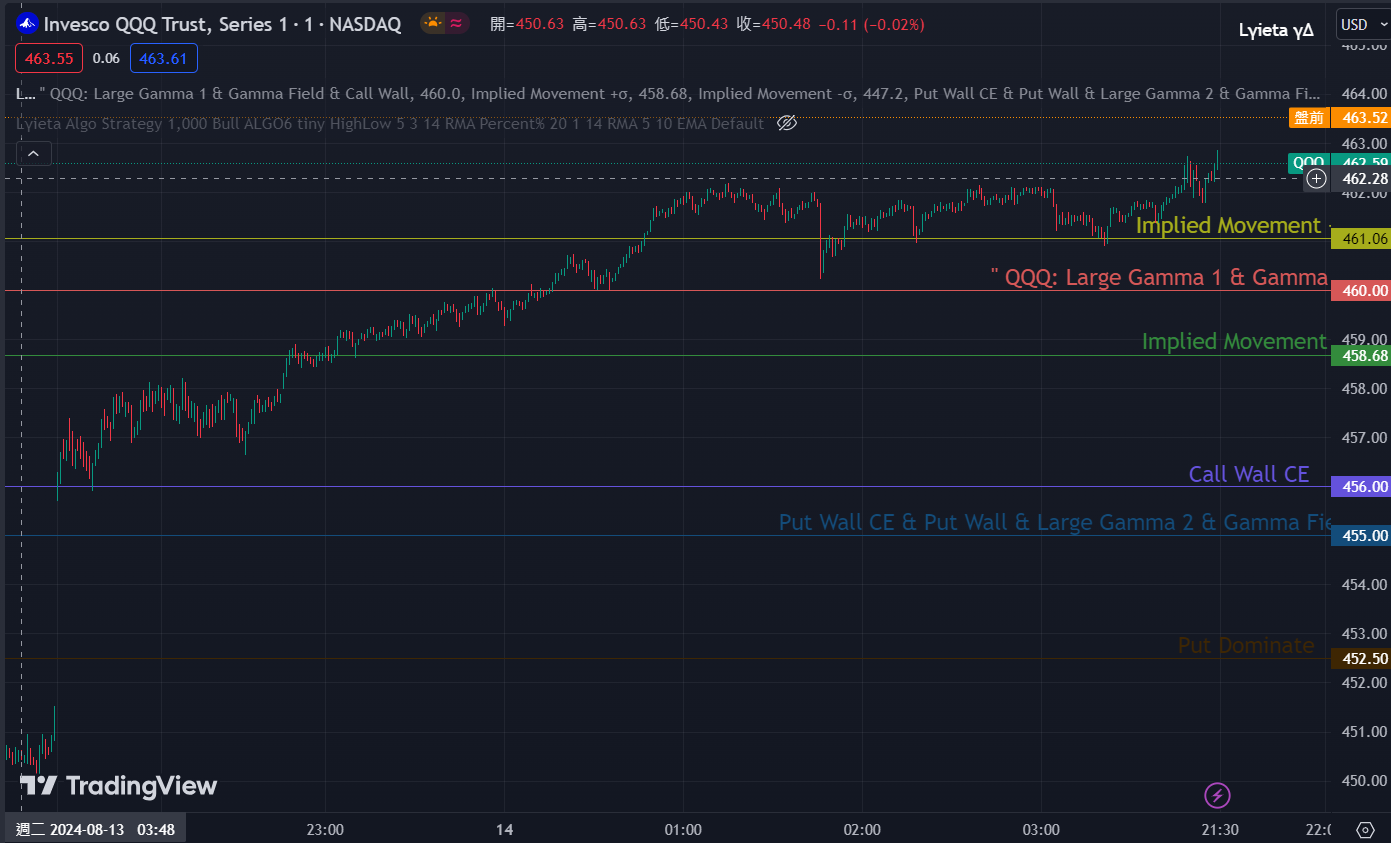 Invesco QQQ Trust, Series 1 · 1 · NASDAQ 開=450.63 高=450.63 低=450.43 收=450.48 −0.11 (−0.02%)
Lyieta γΔ
USD
463.55 0.06 463.61
L... " QQQ: Large Gamma 1 & Gamma Field & Call Wall, 460.0, Implied Movement +σ, 458.68, Implied Movement -σ, 447.2, Put Wall CE & Put Wall & Large Gamma 2 & Gamma Fi...
Lyieta Algo Strategy 1,000 Bull ALGO6 tiny HighLow 5 3 14 RMA Percent% 20 1 14 RMA 5 10 EMA Default
464.00
盤前 463.52
463.00
QQQ 462.59
462.28
462.00
Implied Movement
461.06
" QQQ: Large Gamma 1 & Gamma
460.00
459.00
Implied Movement
458.68
458.00
457.00
Call Wall CE
456.00
Put Wall CE & Put Wall & Large Gamma 2 & Gamma Fie
455.00
454.00
453.00
Put Dominate
452.50
452.00
451.00
450.00
TradingView
週二 2024-08-13 03:48
23:00 14 01:00 02:00 03:00 21:30